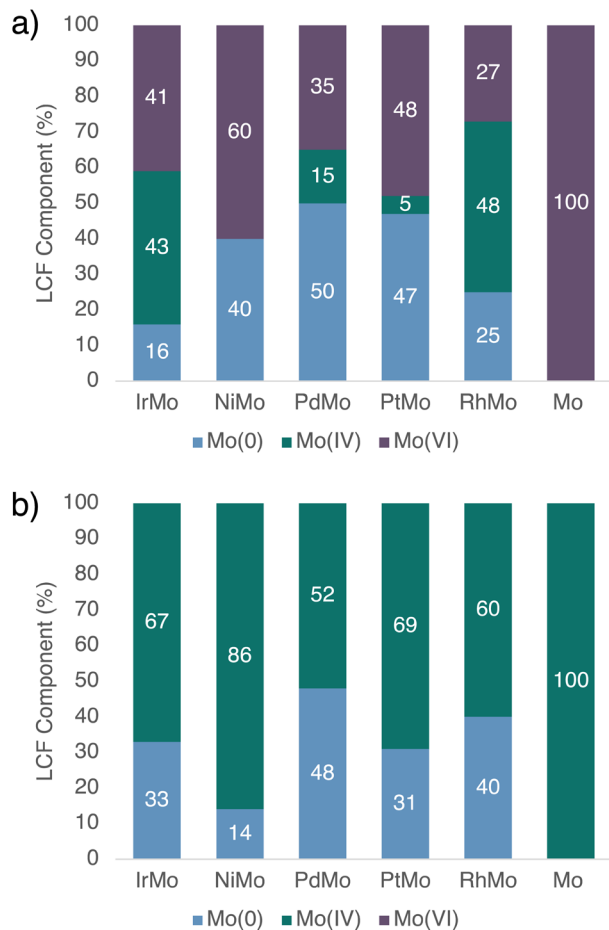 a)
LCF Component (%)
100
90
80
70
60
50
40
30
20
10
0
41 60 35 48 27 100
43 15 5 48
16 40 50 47 25
IrMo NiMo PdMo PtMo RhMo Mo
Mo(0) Mo(IV) Mo(VI)
b)
LCF Component (%)
100
90
80
70
60
50
40
30
20
10
0
67 86 52 69 60 100
33 14 48 31 40
IrMo NiMo PdMo PtMo RhMo Mo
Mo(0) Mo(IV) Mo(VI)